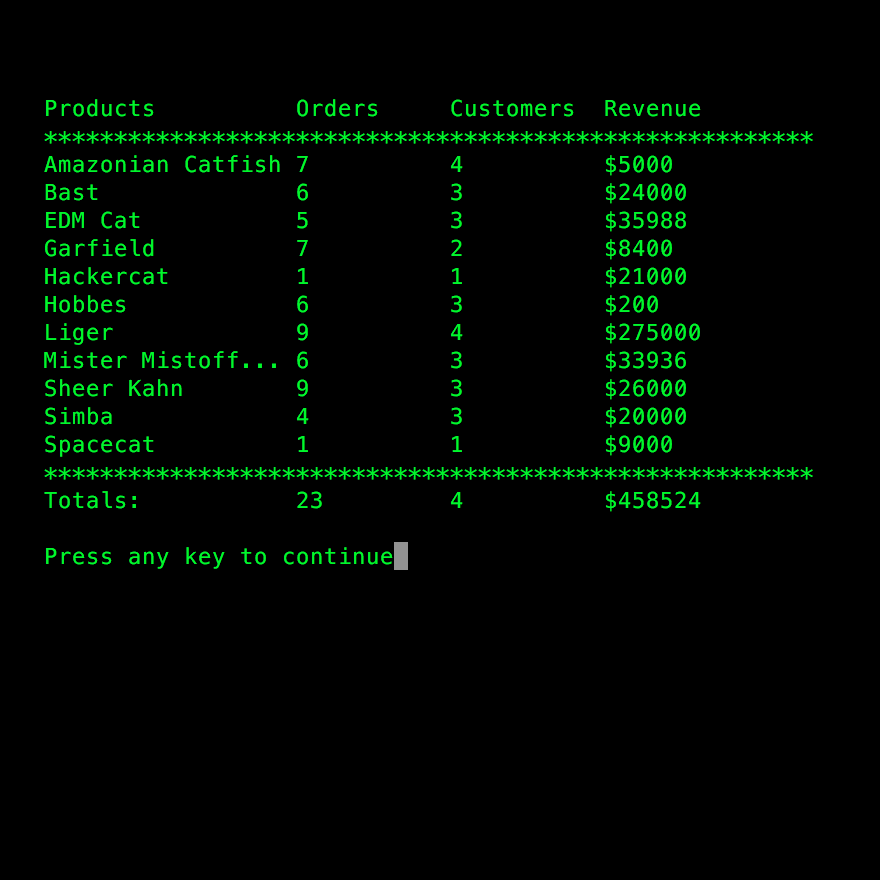 Products Orders Customers Revenue
*******************************************************
Amazonian Catfish 7 4 $5000
Bast 6 3 $24000
EDM Cat 5 3 $35988
Garfield 7 2 $8400
Hackercat 1 1 $21000
Hobbes 6 3 $200
Liger 9 4 $275000
Mister Mistoff... 6 3 $33936
Sheer Kahn 9 3 $26000
Simba 4 3 $20000
Spacecat 1 1 $9000
*******************************************************
Totals: 23 4 $458524
Press any key to continue